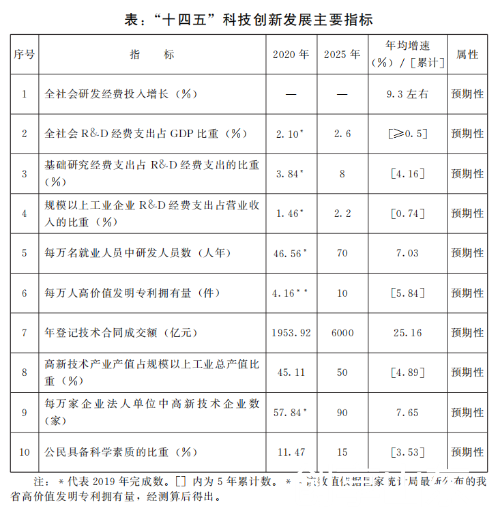 表：“十四五”科技创新发展主要指标
序号 指 标 2020年 2025年 年均增速（%）/［累计］ 属性
1 全社会研发经费投入增长（%） — — 9.3左右 预期性
2 全社会R&D经费支出占GDP比重（%） 2.10* 2.6 ［≥0.5］ 预期性
3 基础研究经费支出占R&D经费支出的比重（%） 3.84* 8 ［4.16］ 预期性
4 规模以上工业企业R&D经费支出占营业收入的比重（%） 1.46* 2.2 ［0.74］ 预期性
5 每万名就业人员中研发人员数（人年） 46.56* 70 7.03 预期性
6 每万人高价值发明专利拥有量（件） 4.16** 10 ［5.84］ 预期性
7 年登记技术合同成交额（亿元） 1953.92 6000 25.16 预期性
8 高新技术产业产值占规模以上工业总产值比重（%） 45.11 50 ［4.89］ 预期性
9 每万家企业法人单位中高新技术企业数（家） 57.84* 90 7.65 预期性
10 公民具备科学素质的比重（%） 11.47 15 ［3.53］ 预期性
注：*代表2019年完成数。［］内为5年累计数。* 数值依据国家统计局最 公布的我
省高价值发明专利拥有量，经测算后得出。